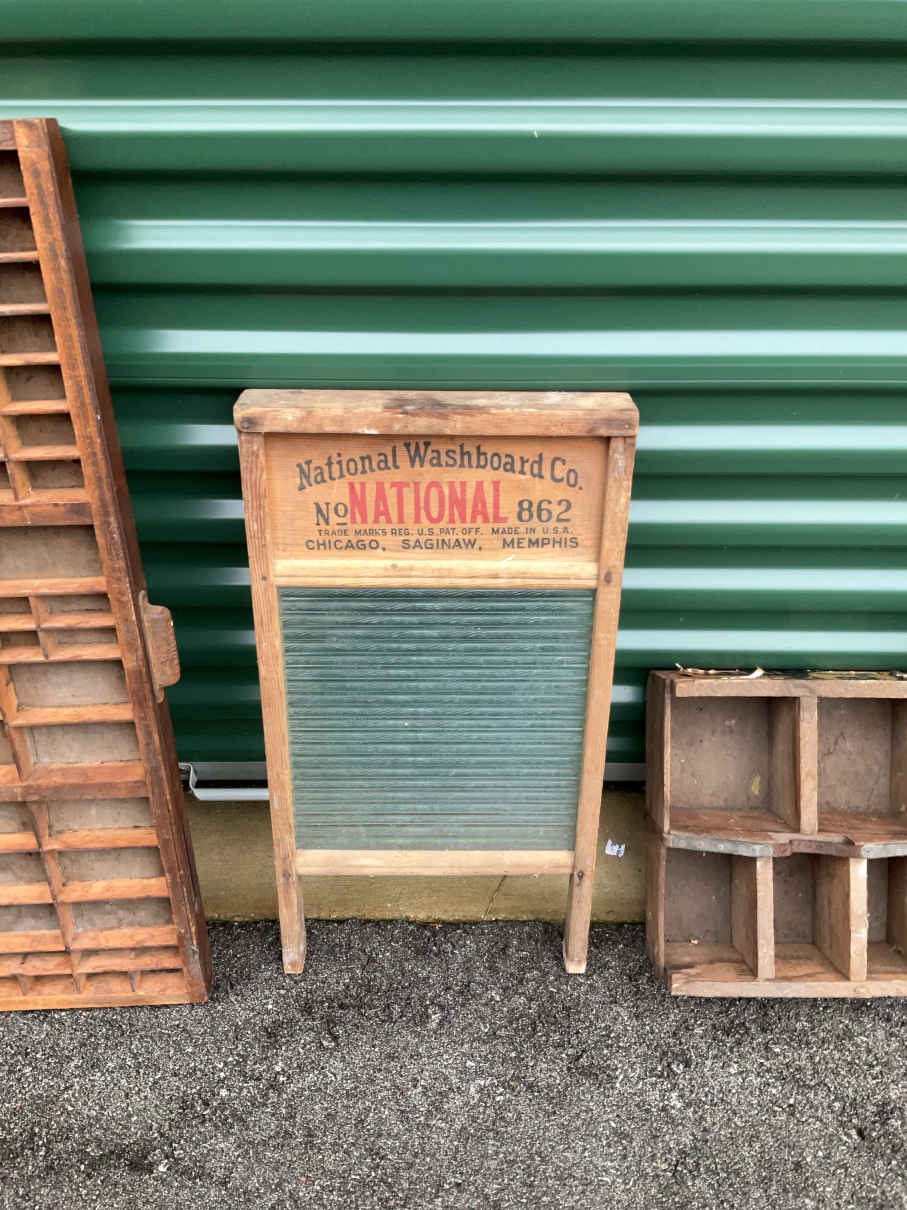 National Washboard Co.
No NATIONAL 862
TRADE MARKS REG. U.S. PAT. OFF. MADE IN U.S.A.
CHICAGO, SAGINAW, MEMPHIS